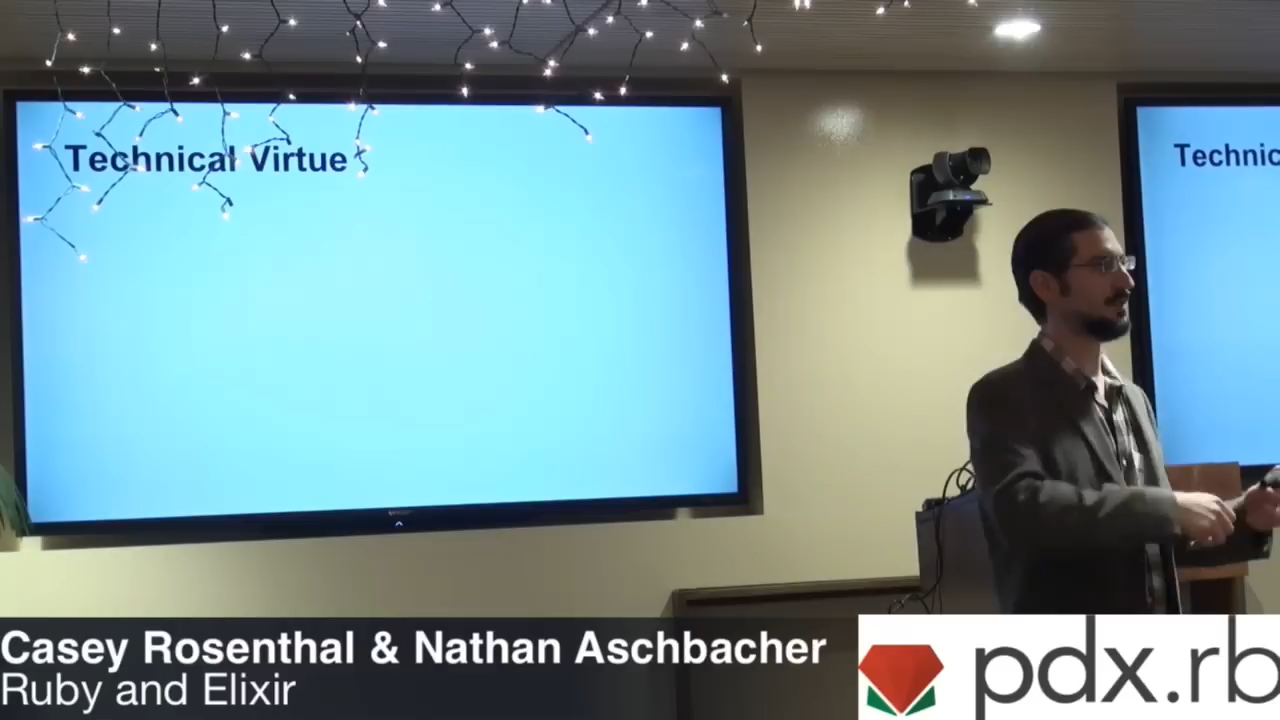 Technical Virtue
Technic
Casey Rosenthal & Nathan Aschbacher
Ruby and Elixir
pdx.rb